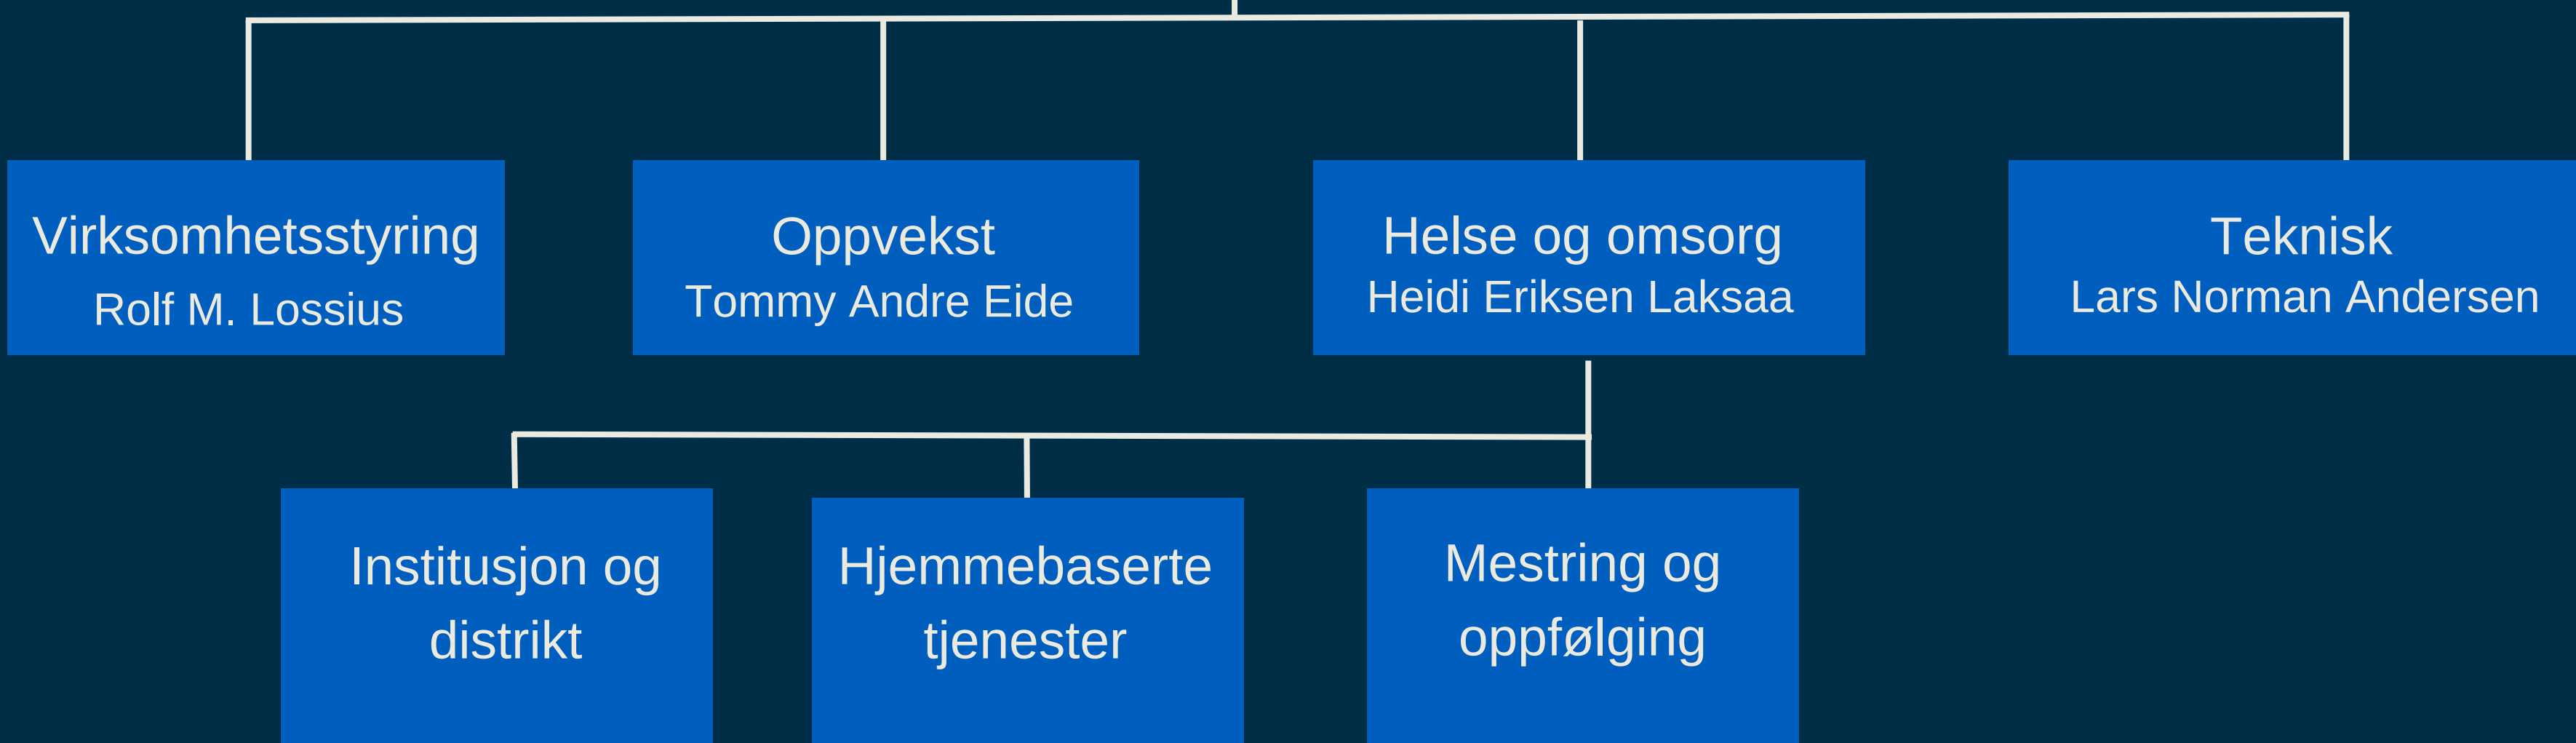 Virksomhetsstyring
Rolf M. Lossius
Oppvekst
Tommy Andre Eide
Helse og omsorg
Heidi Eriksen Laksaa
Teknisk
Lars Norman Andersen
Institusjon og
distrikt
Hjemmebaserte
tjenester
Mestring og
oppfølging